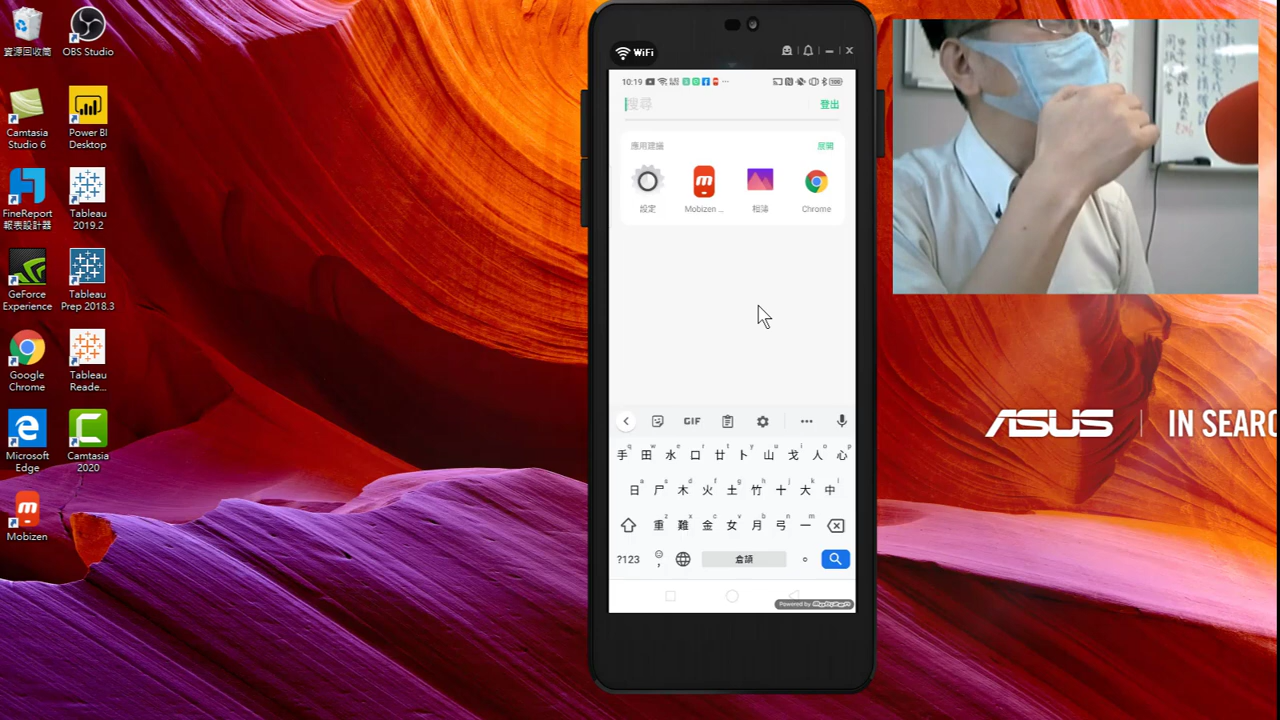 資源回收筒
OBS Studio
Camtasia
Studio 6
Power BI
Desktop
FineReport
報表設計器
Tableau
2019.2
GeForce
Experience
Tableau
Prep 2018.3
Google
Chrome
Tableau
Reade...
Microsoft
Edge
Camtasia
2020
Mobizen
WiFi
10:19
搜尋
登出
應用建議
展開
設定
Mobizen ...
相簿
Chrome
GIF
q w e r t y u i o p
手 田 水 口 廿 卜 山 戈 人 心
a s d f g h j k l
日 尸 木 火 土 竹 十 大 中
z x c v b n m
重 難 金 女 月 弓 一
?123 , 倉頡 。
Powered by
ASUS
IN SEARC